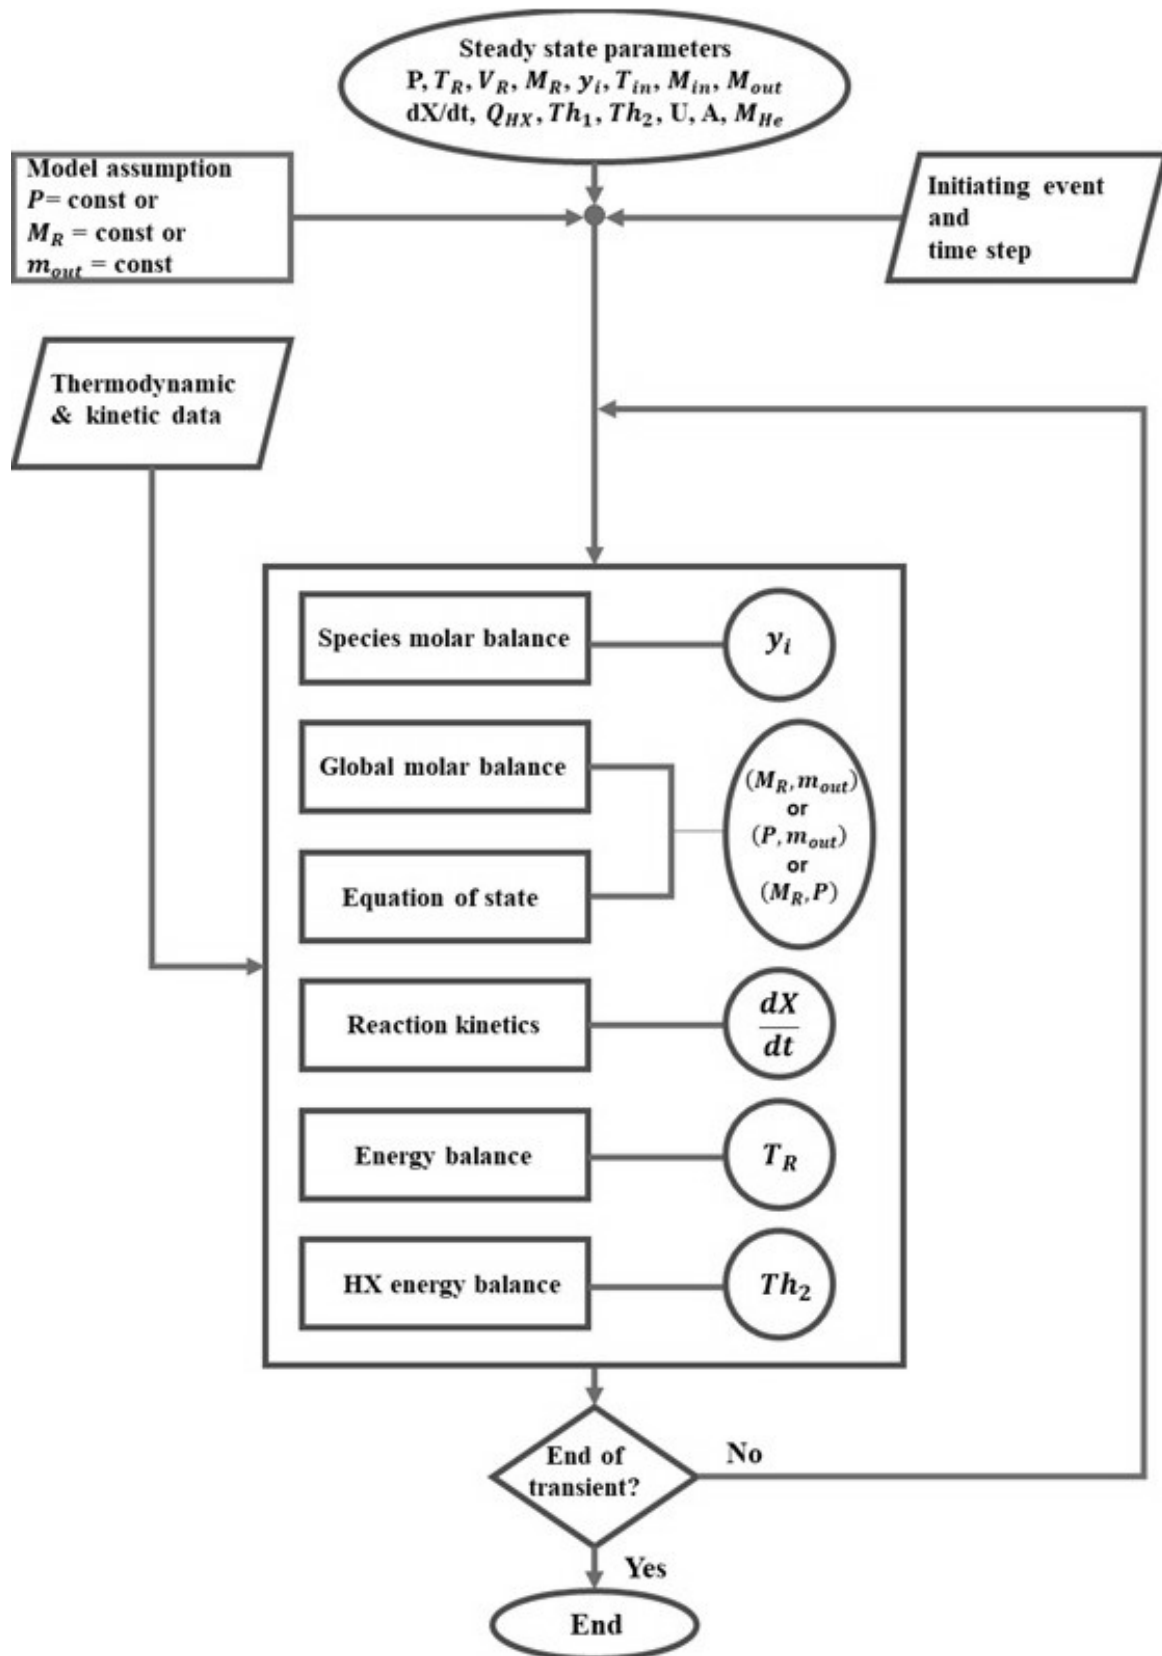 Steady state parameters
P, T_R, V_R, M_R, y_i, T_in, M_in, M_out
dX/dt, Q_HX, Th_1, Th_2, U, A, M_He
Model assumption
P= const or
M_R = const or
m_out = const
Initiating event
and
time step
Thermodynamic
& kinetic data
Species molar balance
y_i
Global molar balance
Equation of state
(M_R, m_out)
or
(P, m_out)
or
(M_R, P)
Reaction kinetics
dX
dt
Energy balance
T_R
HX energy balance
Th_2
End of
transient?
No
Yes
End